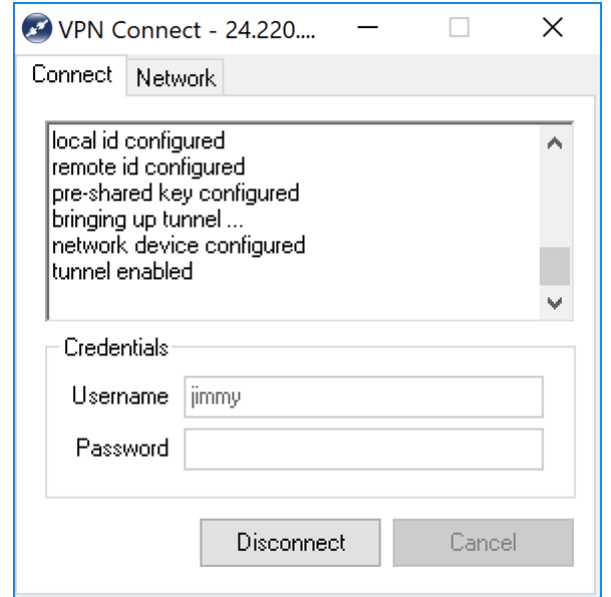 VPN Connect - 24.220....
Connect Network
local id configured
remote id configured
pre-shared key configured
bringing up tunnel ...
network device configured
tunnel enabled
Credentials
Username jimmy
Password
Disconnect Cancel